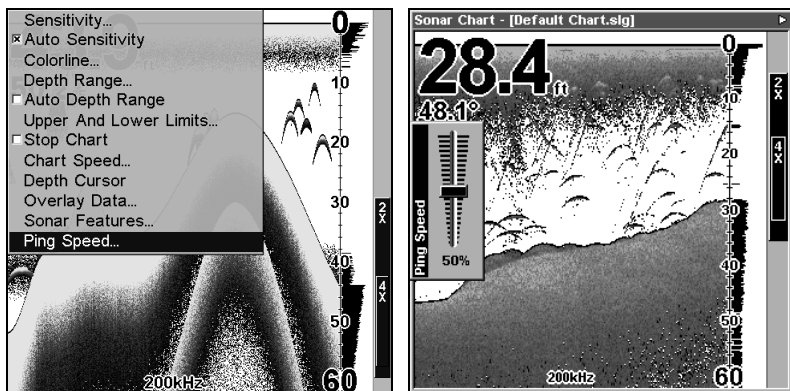 Sensitivity...
Auto Sensitivity
Colorline...
Depth Range...
Auto Depth Range
Upper And Lower Limits...
Stop Chart
Chart Speed...
Depth Cursor
Overlay Data...
Sonar Features...
Ping Speed...
0
10
20
30
40
50
60
2X
4X
200kHz
Sonar Chart - [Default Chart.slg]
28.4 ft
48.1°
Ping Speed
50%
0
10
20
30
40
50
60
2X
4X
200kHz